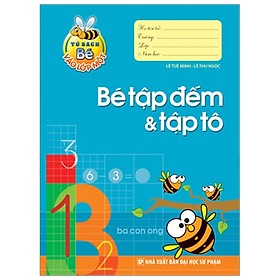 TỦ SÁCH
Bé
VÀO LỚP MỘT
Họ tên tớ:
Trường:
Lớp:
Năm học:
LÊ TUỆ MINH - LÊ THU NGỌC
Bé tập đếm
& tập tô
3
6 3 =
1 3
2
ba con ong
NHÀ XUẤT BẢN ĐẠI HỌC SƯ PHẠM